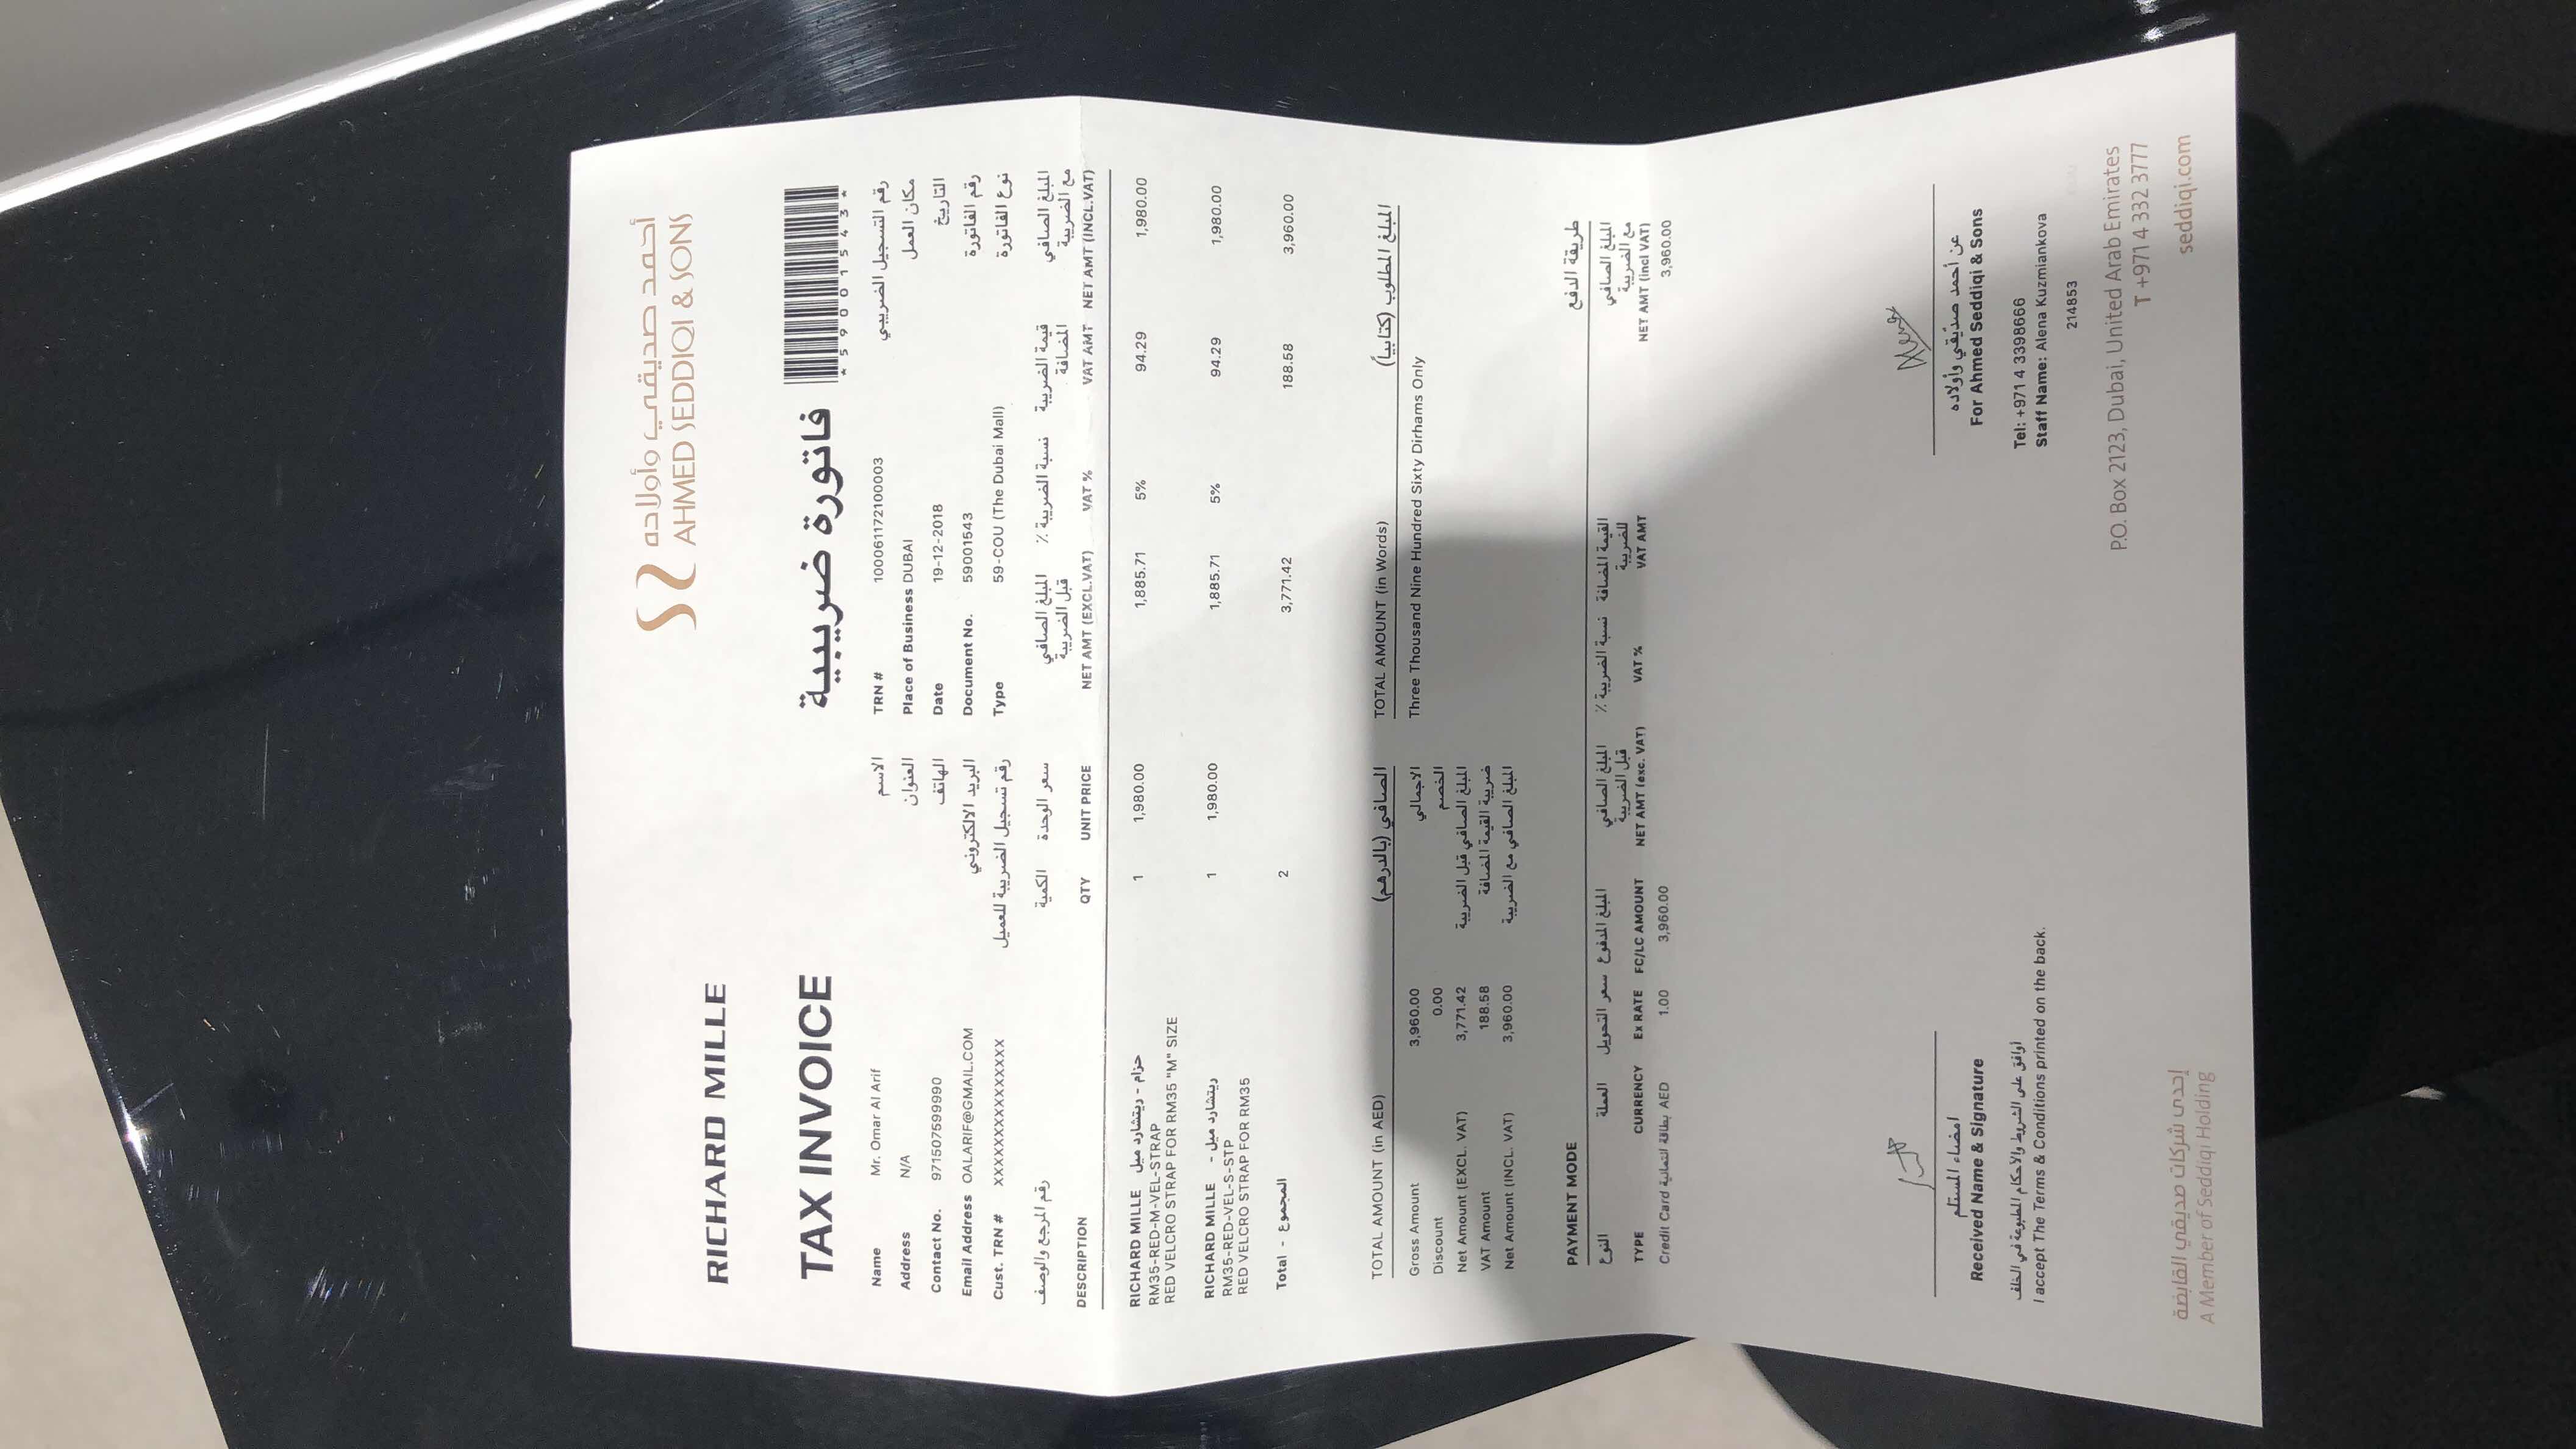 أحمد صديقي وأولاده
AHMED SEDDIQI & SONS
RICHARD MILLE
TAX INVOICE فاتورة ضريبية
*59001543*
Name Mr. Omar Al Arif الاسم
Address N/A العنوان
Contact No. 971507599990 الهاتف
Email Address OALARIF@GMAIL.COM البريد الالكتروني
Cust. TRN # XXXXXXXXXXXXXXX رقم تسجيل الضريبة للعميل
TRN # 100061172100003 رقم التسجيل الضريبي
Place of Business DUBAI مكان العمل
Date 19-12-2018 التاريخ
Document No. 59001543 رقم الفاتورة
Type 59-COU (The Dubai Mall) نوع الفاتورة
رقم المرجع والوصف الكمية سعر الوحدة المبلغ الصافي نسبة الضريبة ٪ قيمة الضريبة المبلغ الصافي
قبل الضريبة المضافة مع الضريبة
DESCRIPTION QTY UNIT PRICE NET AMT (EXCL.VAT) VAT % VAT AMT NET AMT (INCL.VAT)
RICHARD MILLE حزام - ريتشارد ميل 1 1,980.00 1,885.71 5% 94.29 1,980.00
RM35-RED-M-VEL-STRAP
RED VELCRO STRAP FOR RM35 "M" SIZE
RICHARD MILLE ريتشارد ميل - 1 1,980.00 1,885.71 5% 94.29 1,980.00
RM35-RED-VEL-S-STP
RED VELCRO STRAP FOR RM35
Total - المجموع 2 3,771.42 188.58 3,960.00
TOTAL AMOUNT (in AED) الصافي (بالدرهم)
Gross Amount 3,960.00 الاجمالي
Discount 0.00 الخصم
Net Amount (EXCL. VAT) 3,771.42 المبلغ الصافي قبل الضريبة
VAT Amount 188.58 ضريبة القيمة المضافة
Net Amount (INCL. VAT) 3,960.00 المبلغ الصافي مع الضريبة
TOTAL AMOUNT (in Words) المبلغ المطلوب (كتابياً)
Three Thousand Nine Hundred Sixty Dirhams Only
PAYMENT MODE طريقة الدفع
النوع العملة سعر التحويل المبلغ المدفوع المبلغ الصافي نسبة الضريبة ٪ القيمة المضافة المبلغ الصافي
قبل الضريبة للضريبة مع الضريبة
TYPE CURRENCY Ex RATE FC/LC AMOUNT NET AMT (exc. VAT) VAT % VAT AMT NET AMT (incl VAT)
Credit Card بطاقة ائتمانية AED 1.00 3,960.00 3,960.00
Alena
امضاء المستلم
Received Name & Signature
عن أحمد صدّيقي وأولاده
For Ahmed Seddiqi & Sons
أوافق على الشروط والأحكام المطبوعة في الخلف
I accept The Terms & Conditions printed on the back.
Tel: +971 4 3398666
Staff Name: Alena Kuzmiankova
214853
P.O. Box 2123, Dubai, United Arab Emirates
T +971 4 332 3777
seddiqi.com
إحدى شركات صديقي القابضة
A Member of Seddiqi Holding